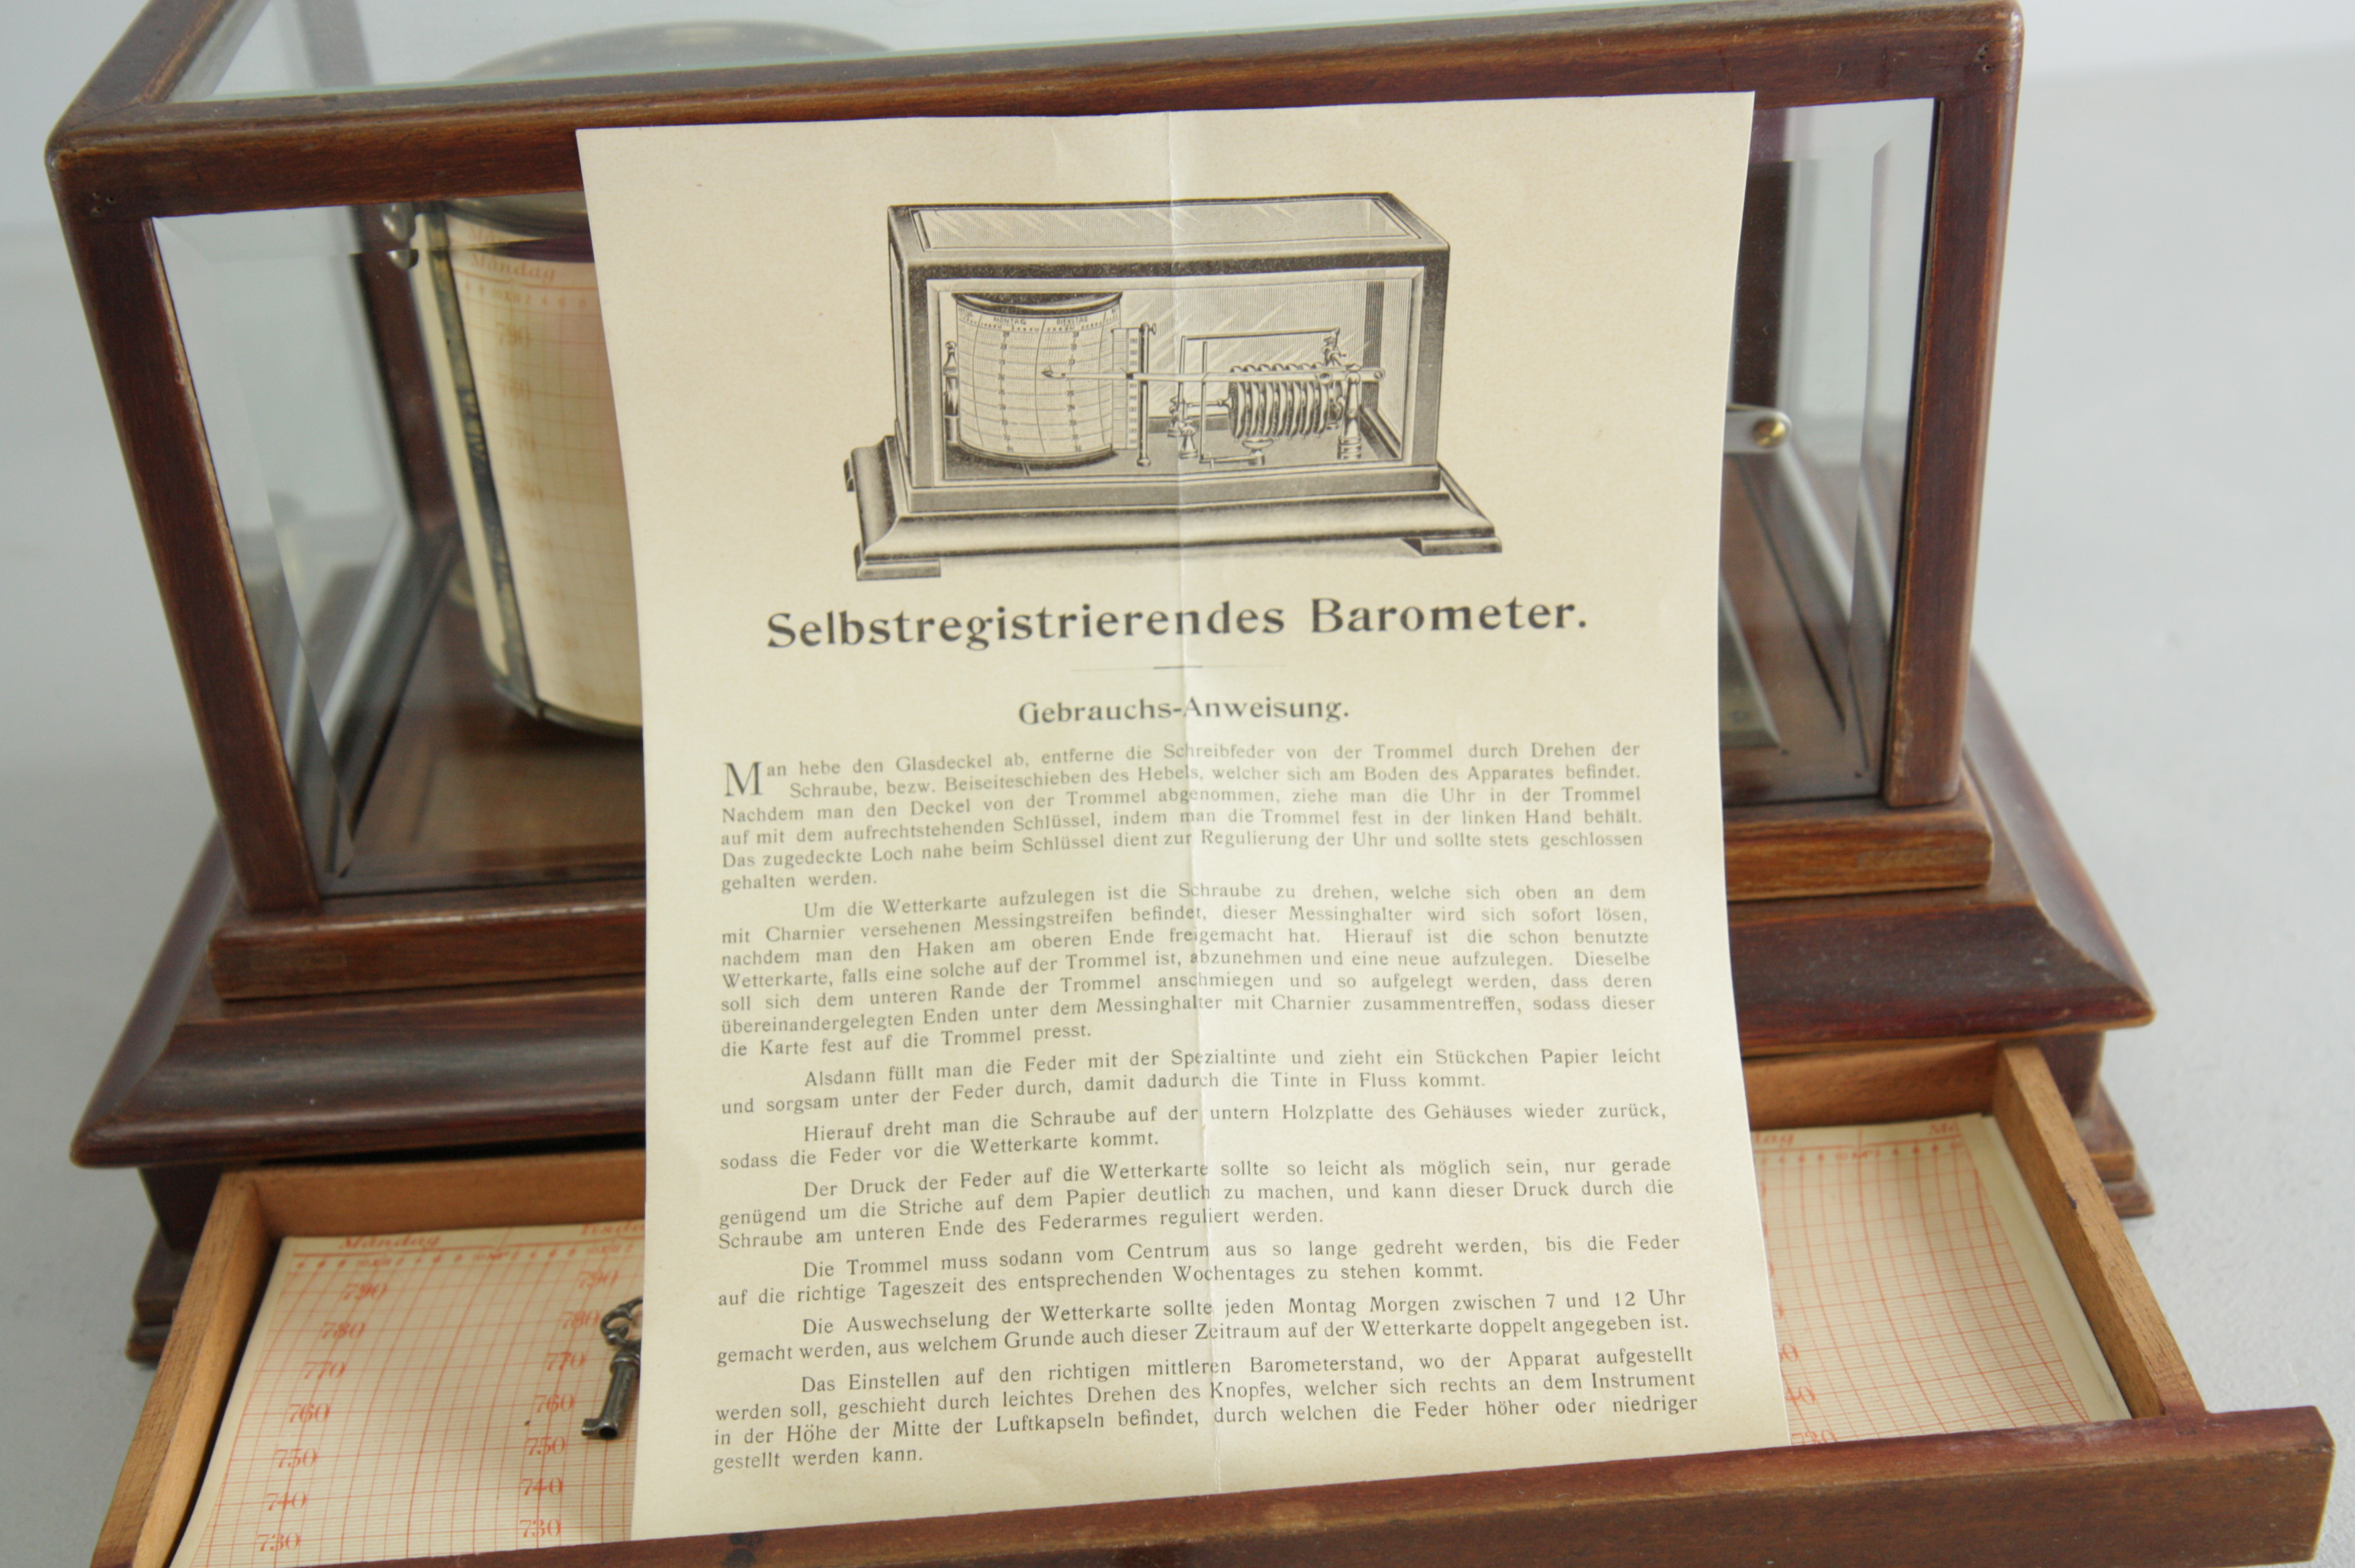 Mandag
790
MONTAG DIENSTAG
Selbstregistrierendes Barometer.
Gebrauchs-Anweisung.
Man hebe den Glasdeckel ab, entferne die Schreibfeder von der Trommel durch Drehen der
Schraube, bezw. Beiseiteschieben des Hebels, welcher sich am Boden des Apparates befindet.
Nachdem man den Deckel von der Trommel abgenommen, ziehe man die Uhr in der Trommel
auf mit dem aufrechtstehenden Schlüssel, indem man die Trommel fest in der linken Hand behält.
Das zugedeckte Loch nahe beim Schlüssel dient zur Regulierung der Uhr und sollte stets geschlossen
gehalten werden.
Um die Wetterkarte aufzulegen ist die Schraube zu drehen, welche sich oben an dem
mit Charnier versehenen Messingstreifen befindet, dieser Messinghalter wird sich sofort lösen,
nachdem man den Haken am oberen Ende freigemacht hat. Hierauf ist die schon benutzte
Wetterkarte, falls eine solche auf der Trommel ist, abzunehmen und eine neue aufzulegen. Dieselbe
soll sich dem unteren Rande der Trommel anschmiegen und so aufgelegt werden, dass deren
übereinandergelegten Enden unter dem Messinghalter mit Charnier zusammentreffen, sodass dieser
die Karte fest auf die Trommel presst.
Alsdann füllt man die Feder mit der Spezialtinte und zieht ein Stückchen Papier leicht
und sorgsam unter der Feder durch, damit dadurch die Tinte in Fluss kommt.
Hierauf dreht man die Schraube auf der untern Holzplatte des Gehäuses wieder zurück,
sodass die Feder vor die Wetterkarte kommt.
Der Druck der Feder auf die Wetterkarte sollte so leicht als möglich sein, nur gerade
genügend um die Striche auf dem Papier deutlich zu machen, und kann dieser Druck durch die
Schraube am unteren Ende des Federarmes reguliert werden.
Die Trommel muss sodann vom Centrum aus so lange gedreht werden, bis die Feder
auf die richtige Tageszeit des entsprechenden Wochentages zu stehen kommt.
Die Auswechselung der Wetterkarte sollte jeden Montag Morgen zwischen 7 und 12 Uhr
gemacht werden, aus welchem Grunde auch dieser Zeitraum auf der Wetterkarte doppelt angegeben ist.
Das Einstellen auf den richtigen mittleren Barometerstand, wo der Apparat aufgestellt
werden soll, geschieht durch leichtes Drehen des Knopfes, welcher sich rechts an dem Instrument
in der Höhe der Mitte der Luftkapseln befindet, durch welchen die Feder höher oder niedriger
gestellt werden kann.
Mandag
790 790
780 780
770 770
760 760
750 750
740 740
730 730
730